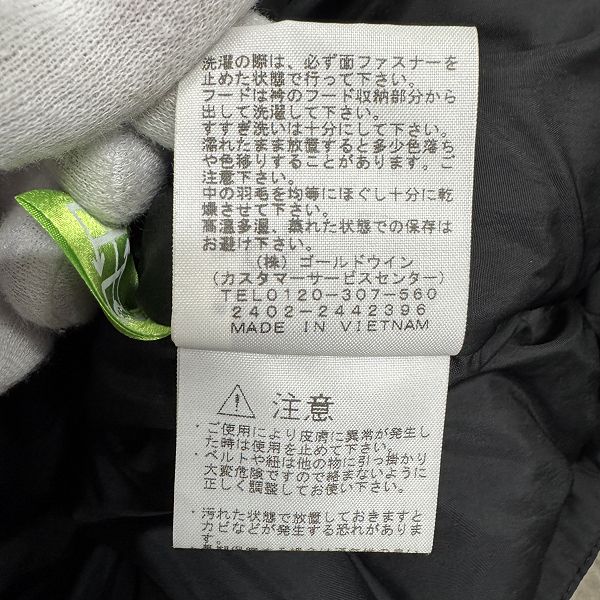 洗濯の際は、必ず面ファスナーを
止めた状態で行って下さい。
フードは衿のフード収納部分から
出して洗濯して下さい。
すすぎ洗いは十分にして下さい。
濡れたまま放置すると多少色落ち
や色移りすることがあります。ご
注意下さい。
中の羽毛を均等にほぐし十分に乾
燥させて下さい。
高温多湿、蒸れた状態での保存は
お避け下さい。
(株) ゴールドウイン
(カスタマーサービスセンター)
TEL0120-307-560
2402-2442396
MADE IN VIETNAM
注意
・ご使用により皮膚に異常が発生し
た時は使用を止めて下さい。
・ベルトや紐は他の物に引っ掛かり
大変危険ですので絡まないように
正しく調整してお使い下さい。
・汚れた状態で放置しておきますと
カビなどが発生する恐れがありま
す。